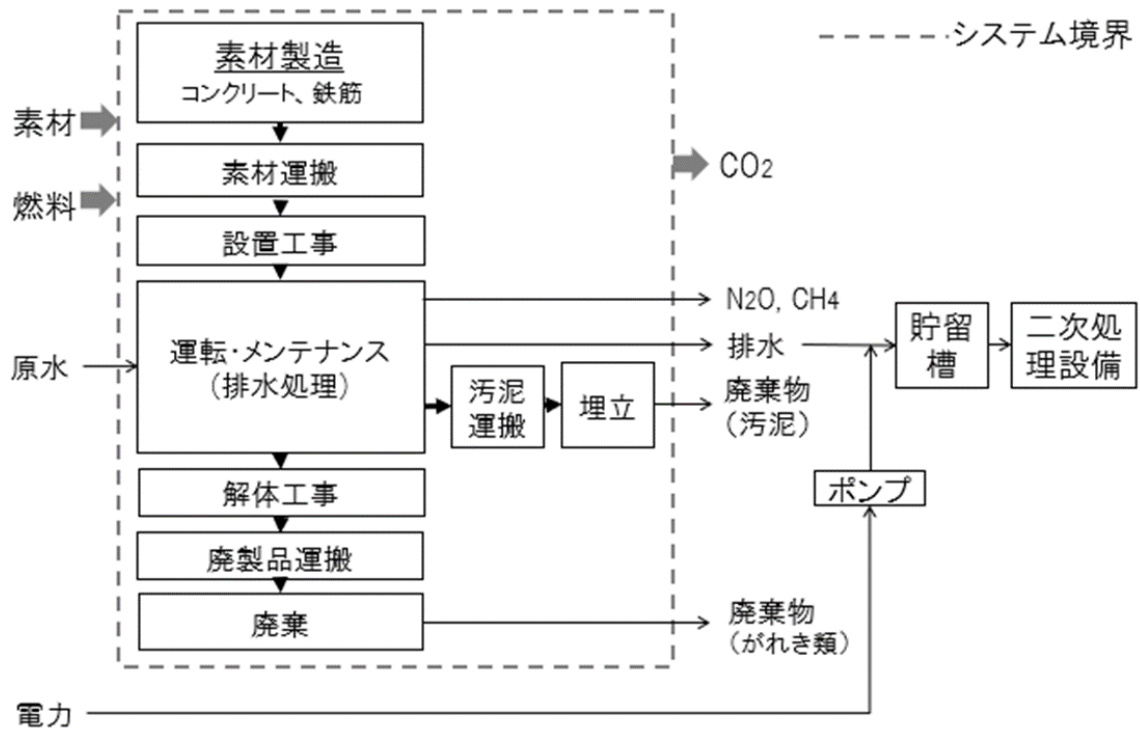 システム境界
素材製造
コンクリート、鉄筋
素材
素材運搬
CO2
燃料
設置工事
N2O, CH4
原水
運転・メンテナンス
(排水処理)
排水
貯留
槽
二次処
理設備
汚泥
運搬
埋立
廃棄物
(汚泥)
解体工事
ポンプ
廃製品運搬
廃棄
廃棄物
(がれき類)
電力